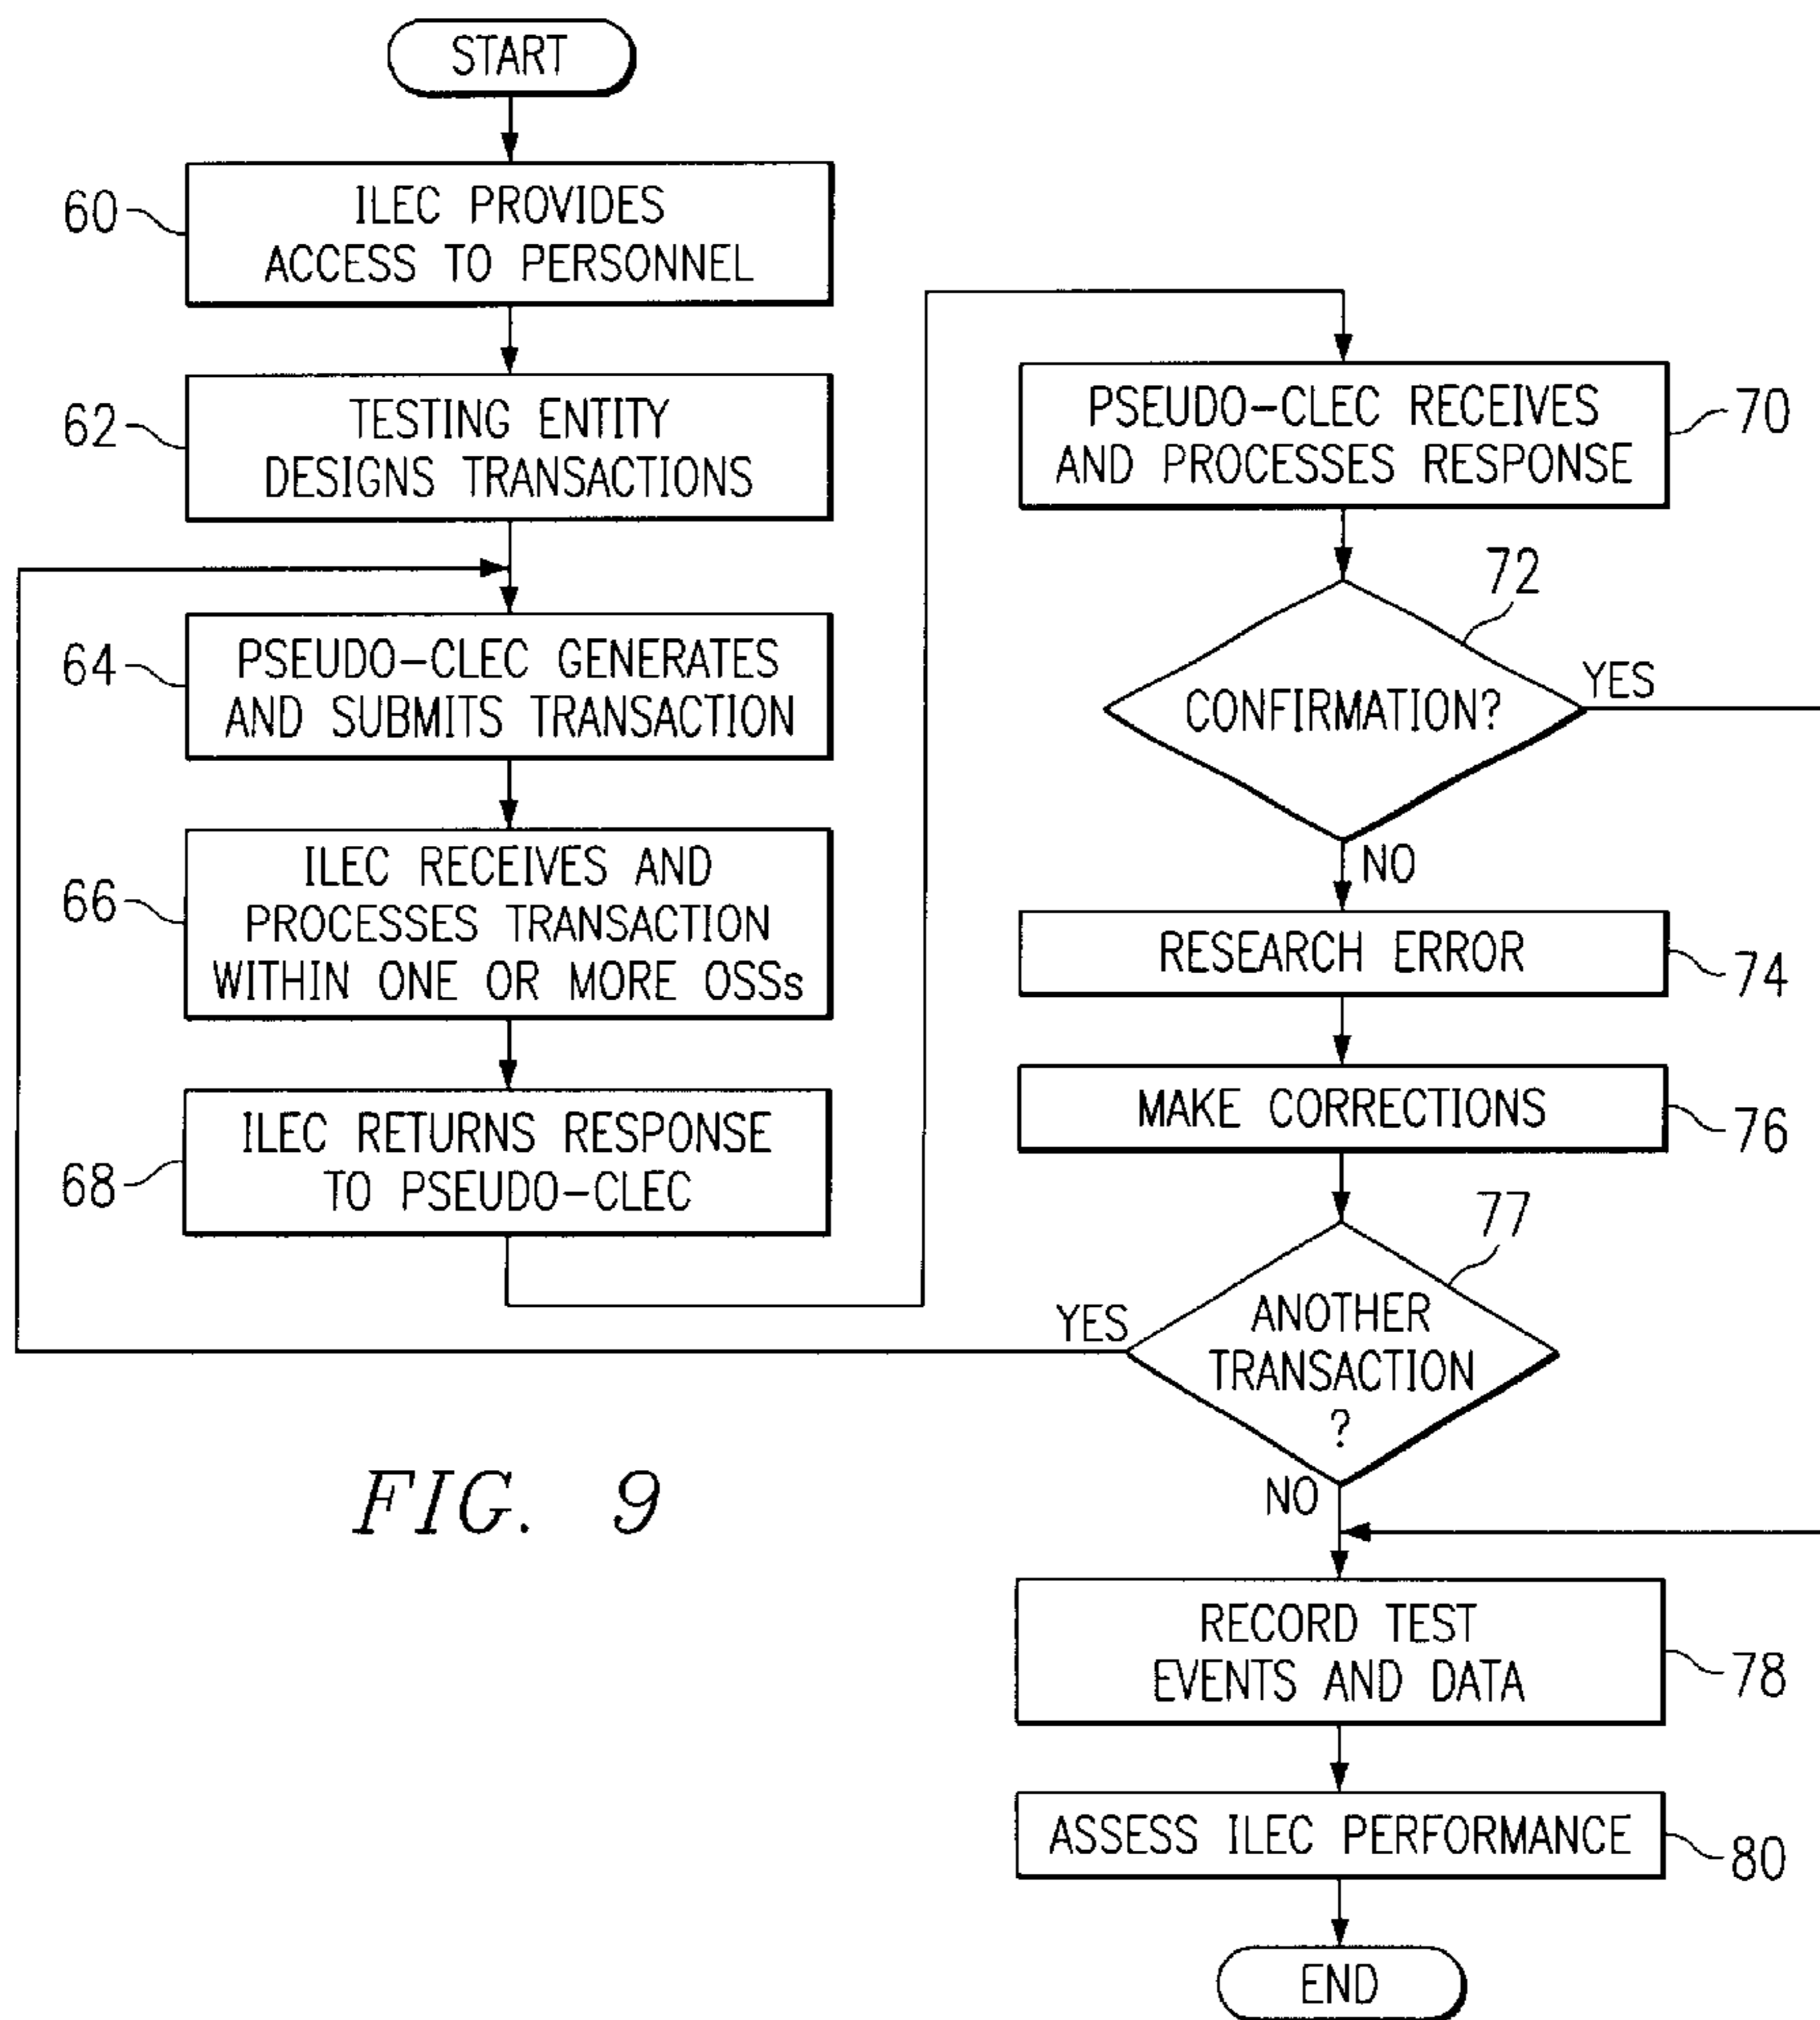 START
60
ILEC PROVIDES
ACCESS TO PERSONNEL
62
TESTING ENTITY
DESIGNS TRANSACTIONS
64
PSEUDO-CLEC GENERATES
AND SUBMITS TRANSACTION
66
ILEC RECEIVES AND
PROCESSES TRANSACTION
WITHIN ONE OR MORE OSSs
68
ILEC RETURNS RESPONSE
TO PSEUDO-CLEC
PSEUDO-CLEC RECEIVES
AND PROCESSES RESPONSE
70
72
CONFIRMATION?
YES
NO
RESEARCH ERROR
74
MAKE CORRECTIONS
76
77
ANOTHER
TRANSACTION
?
YES
NO
RECORD TEST
EVENTS AND DATA
78
ASSESS ILEC PERFORMANCE
80
END
FIG. 9